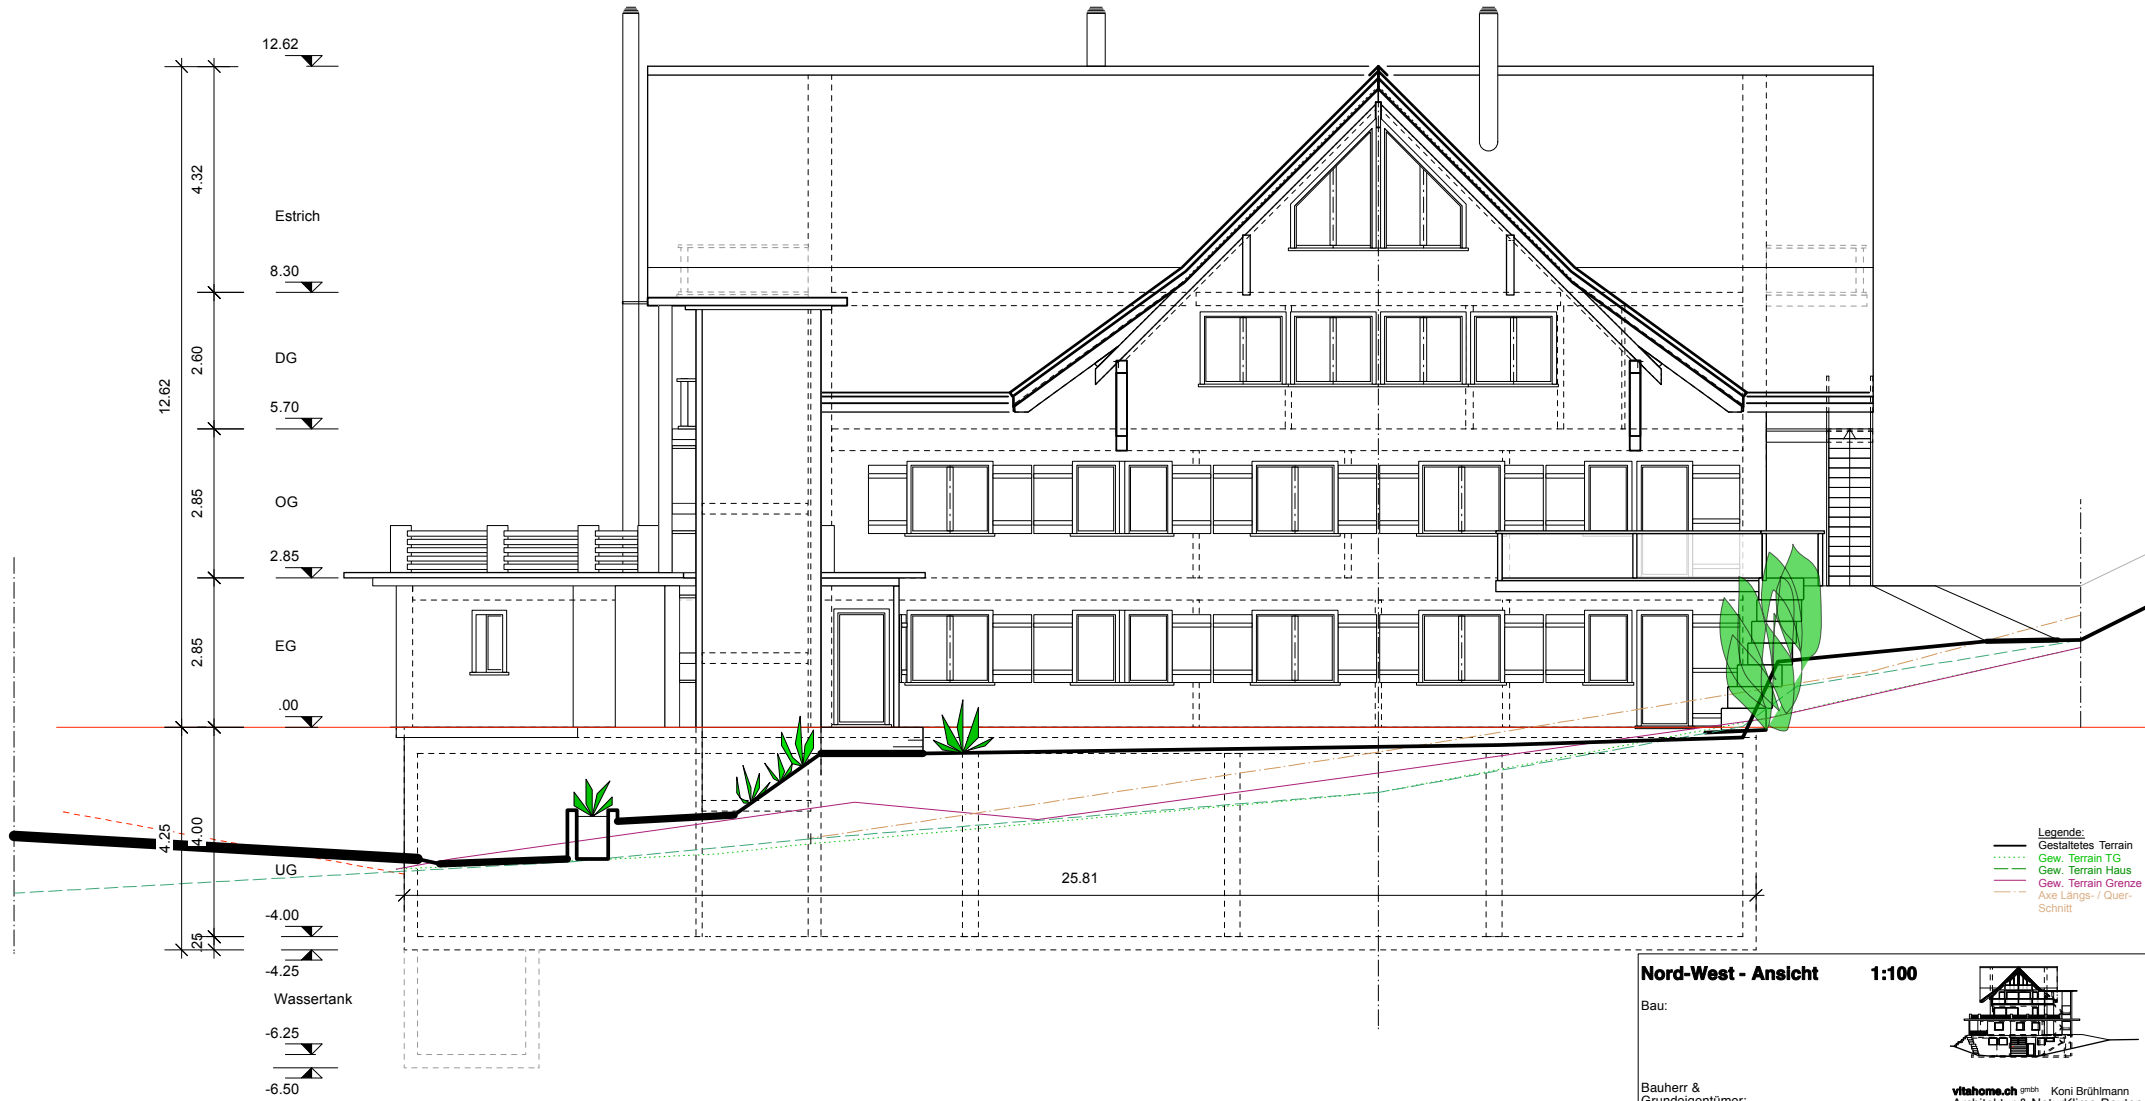 12.62
4.32
Estrich
8.30
2.60
DG
12.62
5.70
2.85
OG
2.85
2.85
EG
.00
4.25
4.00
UG
25.81
-4.00
.25
-4.25
Wassertank
-6.25
-6.50
Legende:
Gestaltetes Terrain
Gew. Terrain TG
Gew. Terrain Haus
Gew. Terrain Grenze
Axe Längs- / Quer-
Schnitt
Nord-West - Ansicht 1:100
Bau:
Bauherr &
Grundeigentümer:
vitahome.ch gmbh Koni Brühlmann